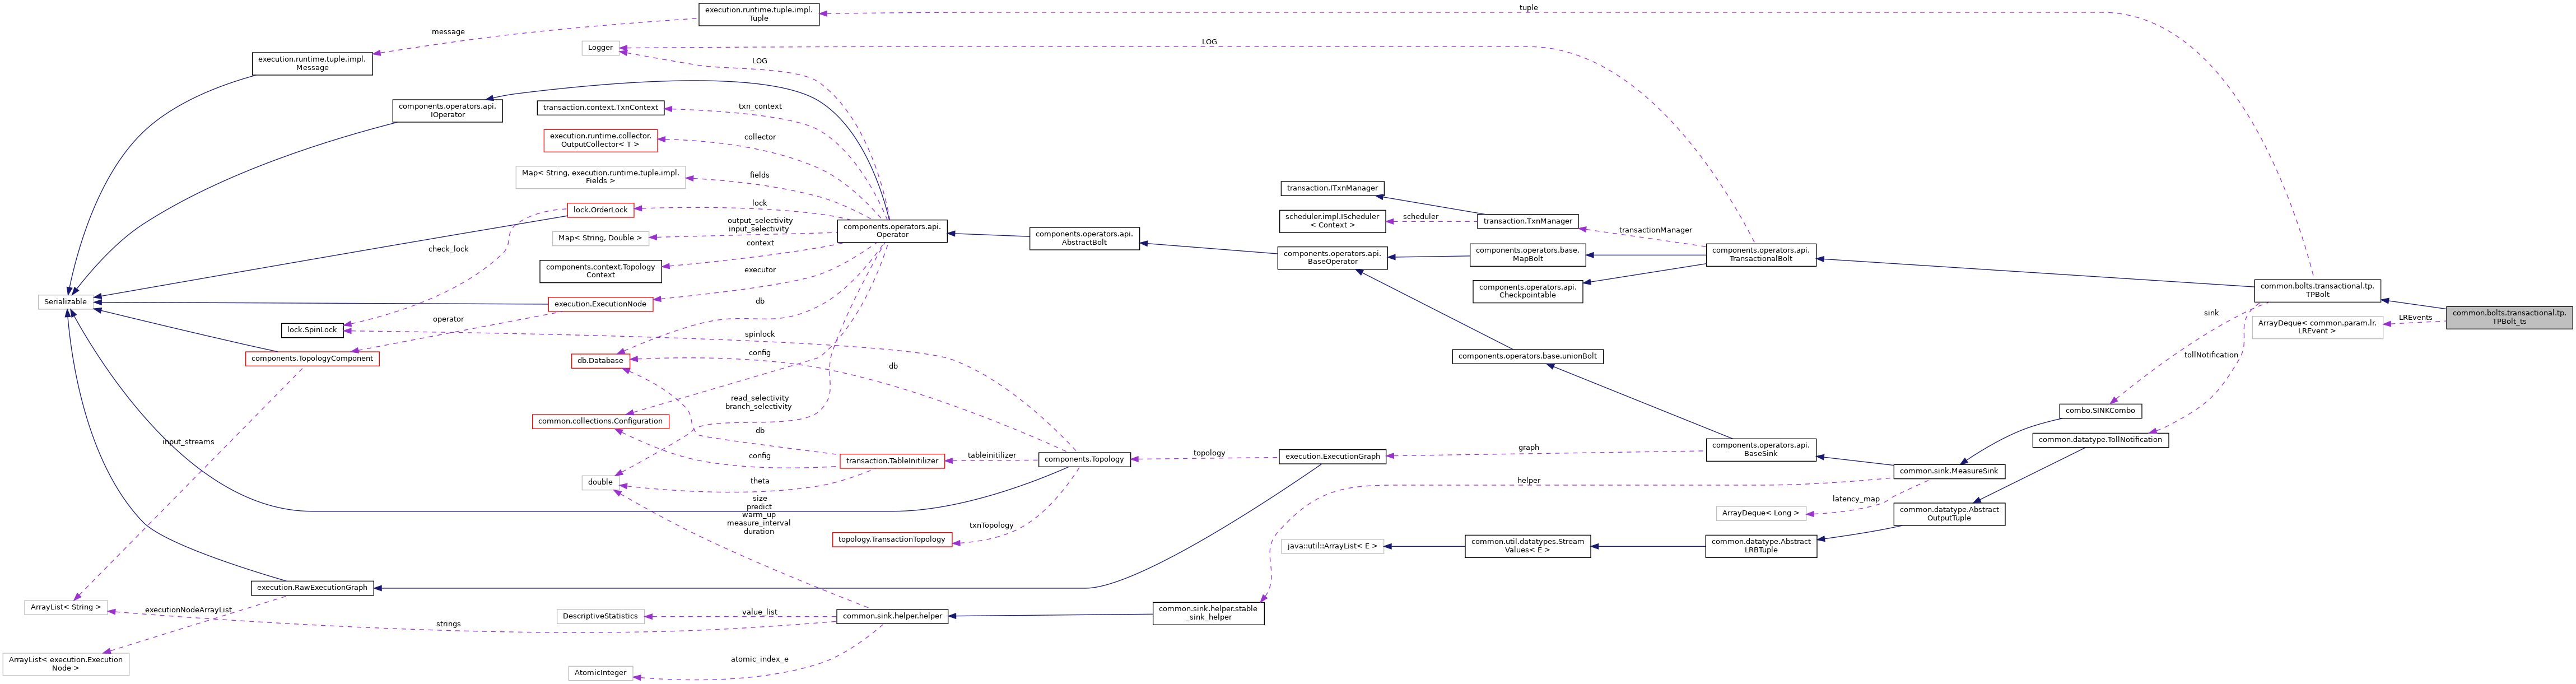 execution.runtime.tuple.impl.
Tuple
tuple
message
Logger
LOG
LOG
execution.runtime.tuple.impl.
Message
components.operators.api.
IOperator
transaction.context.TxnContext
txn_context
execution.runtime.collector.
OutputCollector< T >
collector
Map< String, execution.runtime.tuple.impl.
Fields >
fields
lock.OrderLock
lock
Map< String, Double >
output_selectivity
input_selectivity
components.operators.api.
Operator
components.operators.api.
AbstractBolt
transaction.ITxnManager
scheduler.impl.IScheduler
< Context >
scheduler
transaction.TxnManager
transactionManager
components.operators.api.
BaseOperator
components.operators.base.
MapBolt
components.operators.api.
TransactionalBolt
components.operators.api.
Checkpointable
check_lock
context
components.context.Topology
Context
executor
Serializable
execution.ExecutionNode
db
common.bolts.transactional.tp.
TPBolt
common.bolts.transactional.tp.
TPBolt_ts
LREvents
ArrayDeque< common.param.lr.
LREvent >
sink
tollNotification
operator
lock.SpinLock
spinlock
components.TopologyComponent
db.Database
config
db
components.operators.base.unionBolt
read_selectivity
branch_selectivity
common.collections.Configuration
combo.SINKCombo
common.datatype.TollNotification
input_streams
db
config
transaction.TableInitilizer
tableinitilizer
components.Topology
topology
execution.ExecutionGraph
graph
components.operators.api.
BaseSink
common.sink.MeasureSink
helper
latency_map
ArrayDeque< Long >
common.datatype.Abstract
OutputTuple
double
theta
size
predict
warm_up
measure_interval
duration
txnTopology
topology.TransactionTopology
java::util::ArrayList< E >
common.util.datatypes.Stream
Values< E >
common.datatype.Abstract
LRBTuple
execution.RawExecutionGraph
ArrayList< String >
executionNodeArrayList
strings
DescriptiveStatistics
value_list
common.sink.helper.helper
common.sink.helper.stable
_sink_helper
ArrayList< execution.Execution
Node >
AtomicInteger
atomic_index_e